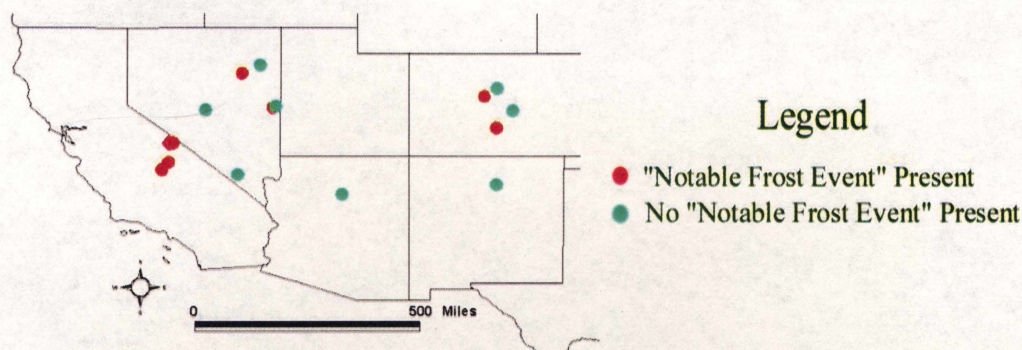 Legend
"Notable Frost Event" Present
No "Notable Frost Event" Present
N
W E
S
0 500 Miles